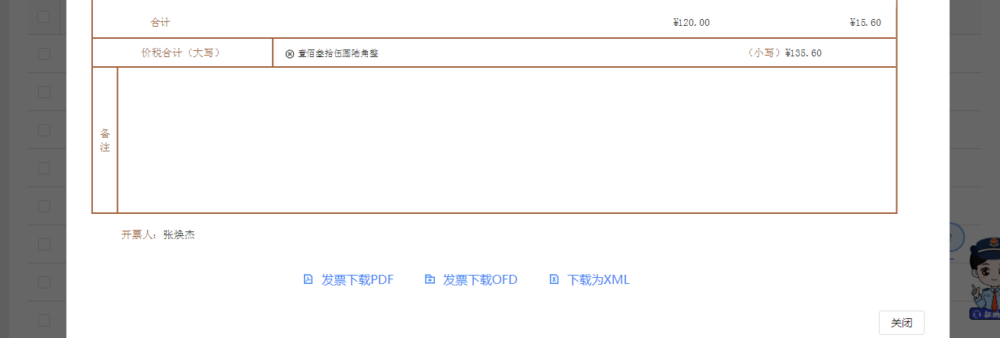 合计 ¥120.00 ¥15.60
价税合计（大写） ⊗ 壹佰叁拾伍圆陆角整 （小写）¥135.60
备
注
开票人：张焕杰
发票下载PDF 发票下载OFD 下载为XML
关闭